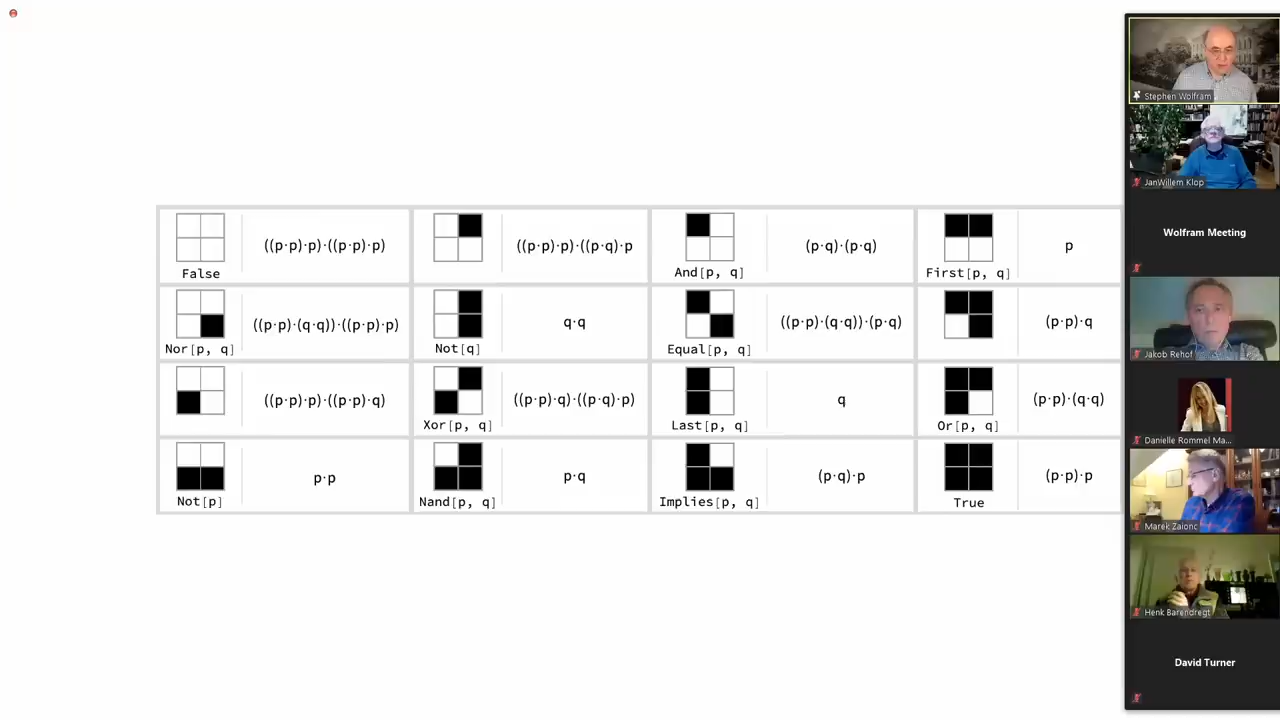 ((p·p)·p)·((p·p)·p)
False
((p·p)·p)·((p·q)·p
(p·q)·(p·q)
And[p, q]
p
First[p, q]
((p·p)·(q·q))·((p·p)·p)
Nor[p, q]
q·q
Not[q]
((p·p)·(q·q))·(p·q)
Equal[p, q]
(p·p)·q
((p·p)·p)·((p·p)·q)
((p·p)·q)·((p·q)·p)
Xor[p, q]
q
Last[p, q]
(p·p)·(q·q)
Or[p, q]
p·p
Not[p]
p·q
Nand[p, q]
(p·q)·p
Implies[p, q]
(p·p)·p
True
Stephen Wolfram
JanWillem Klop
Wolfram Meeting
Jakob Rehof
Danielle Rommel Ma...
Marek Zaionc
Henk Barendregt
David Turner